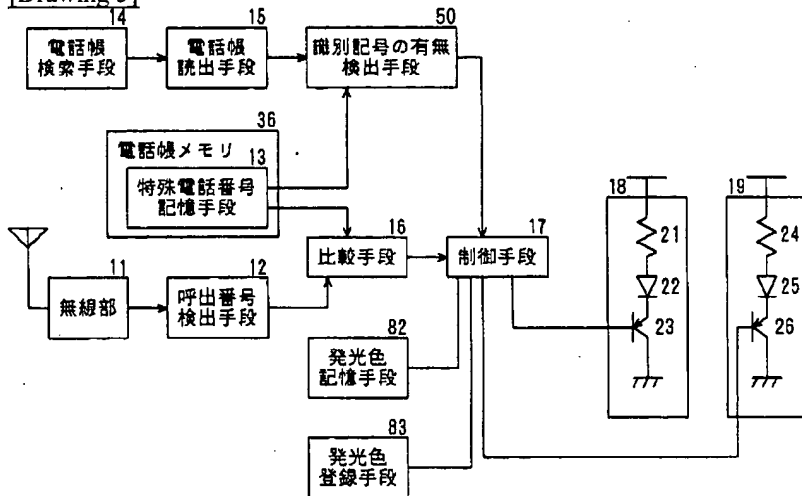 14
電話帳
検索手段
15
電話帳
読出手段
50
識別記号の有無
検出手段
36
電話帳メモリ
13
特殊電話番号
記憶手段
11
無線部
12
呼出番号
検出手段
16
比較手段
17
制御手段
82
発光色
記憶手段
83
発光色
登録手段
18
21
22
23
19
24
25
26